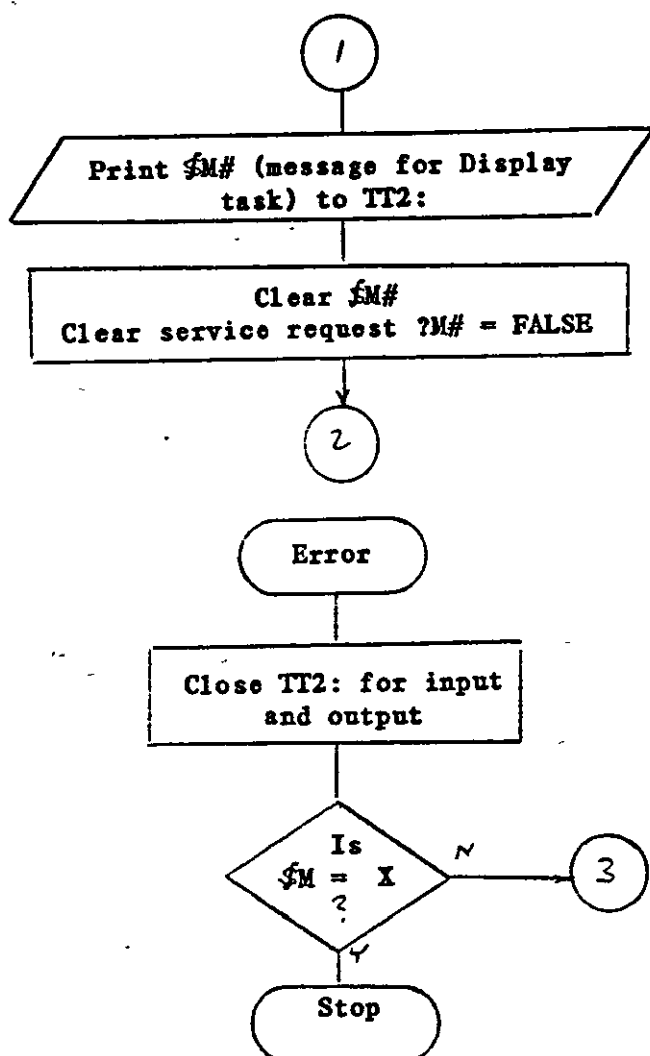 1
Print $M# (message for Display
task) to TT2:
Clear $M#
Clear service request ?M# = FALSE
2
Error
Close TT2: for input
and output
Is
$M = X
?
N
3
Y
Stop